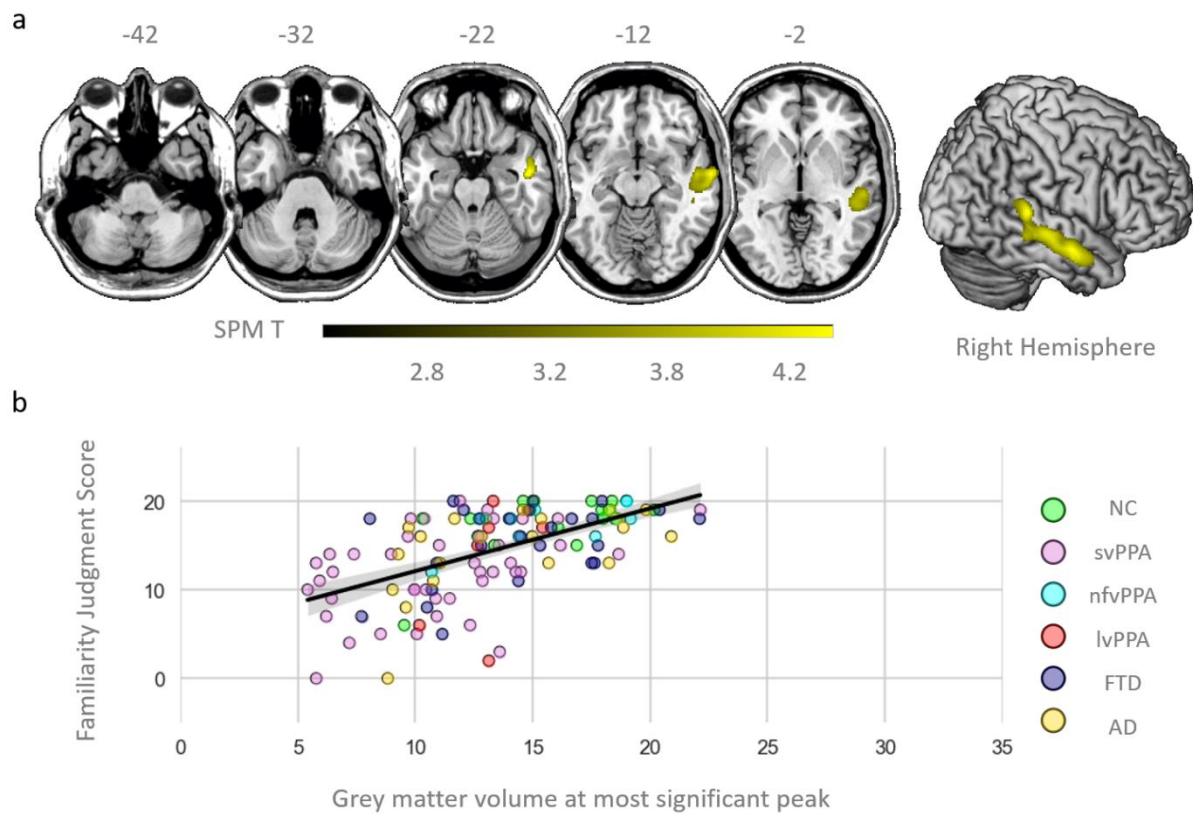 a
-42 -32 -22 -12 -2
SPM T
2.8 3.2 3.8 4.2
Right Hemisphere
b
Familiarity Judgment Score
20
10
0
0 5 10 15 20 25 30 35
Grey matter volume at most significant peak
NC
svPPA
nfvPPA
lvPPA
FTD
AD